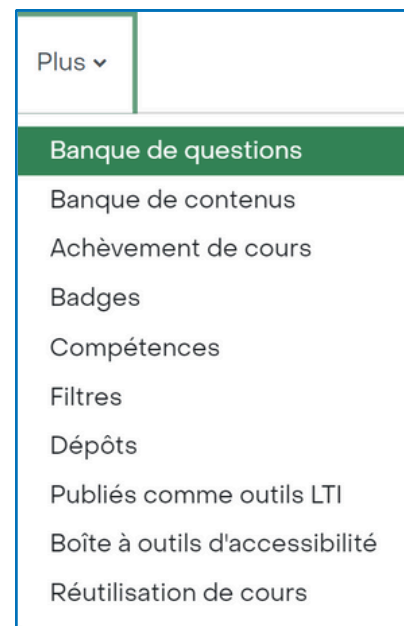 Plus
Banque de questions
Banque de contenus
Achèvement de cours
Badges
Compétences
Filtres
Dépôts
Publiés comme outils LTI
Boîte à outils d'accessibilité
Réutilisation de cours